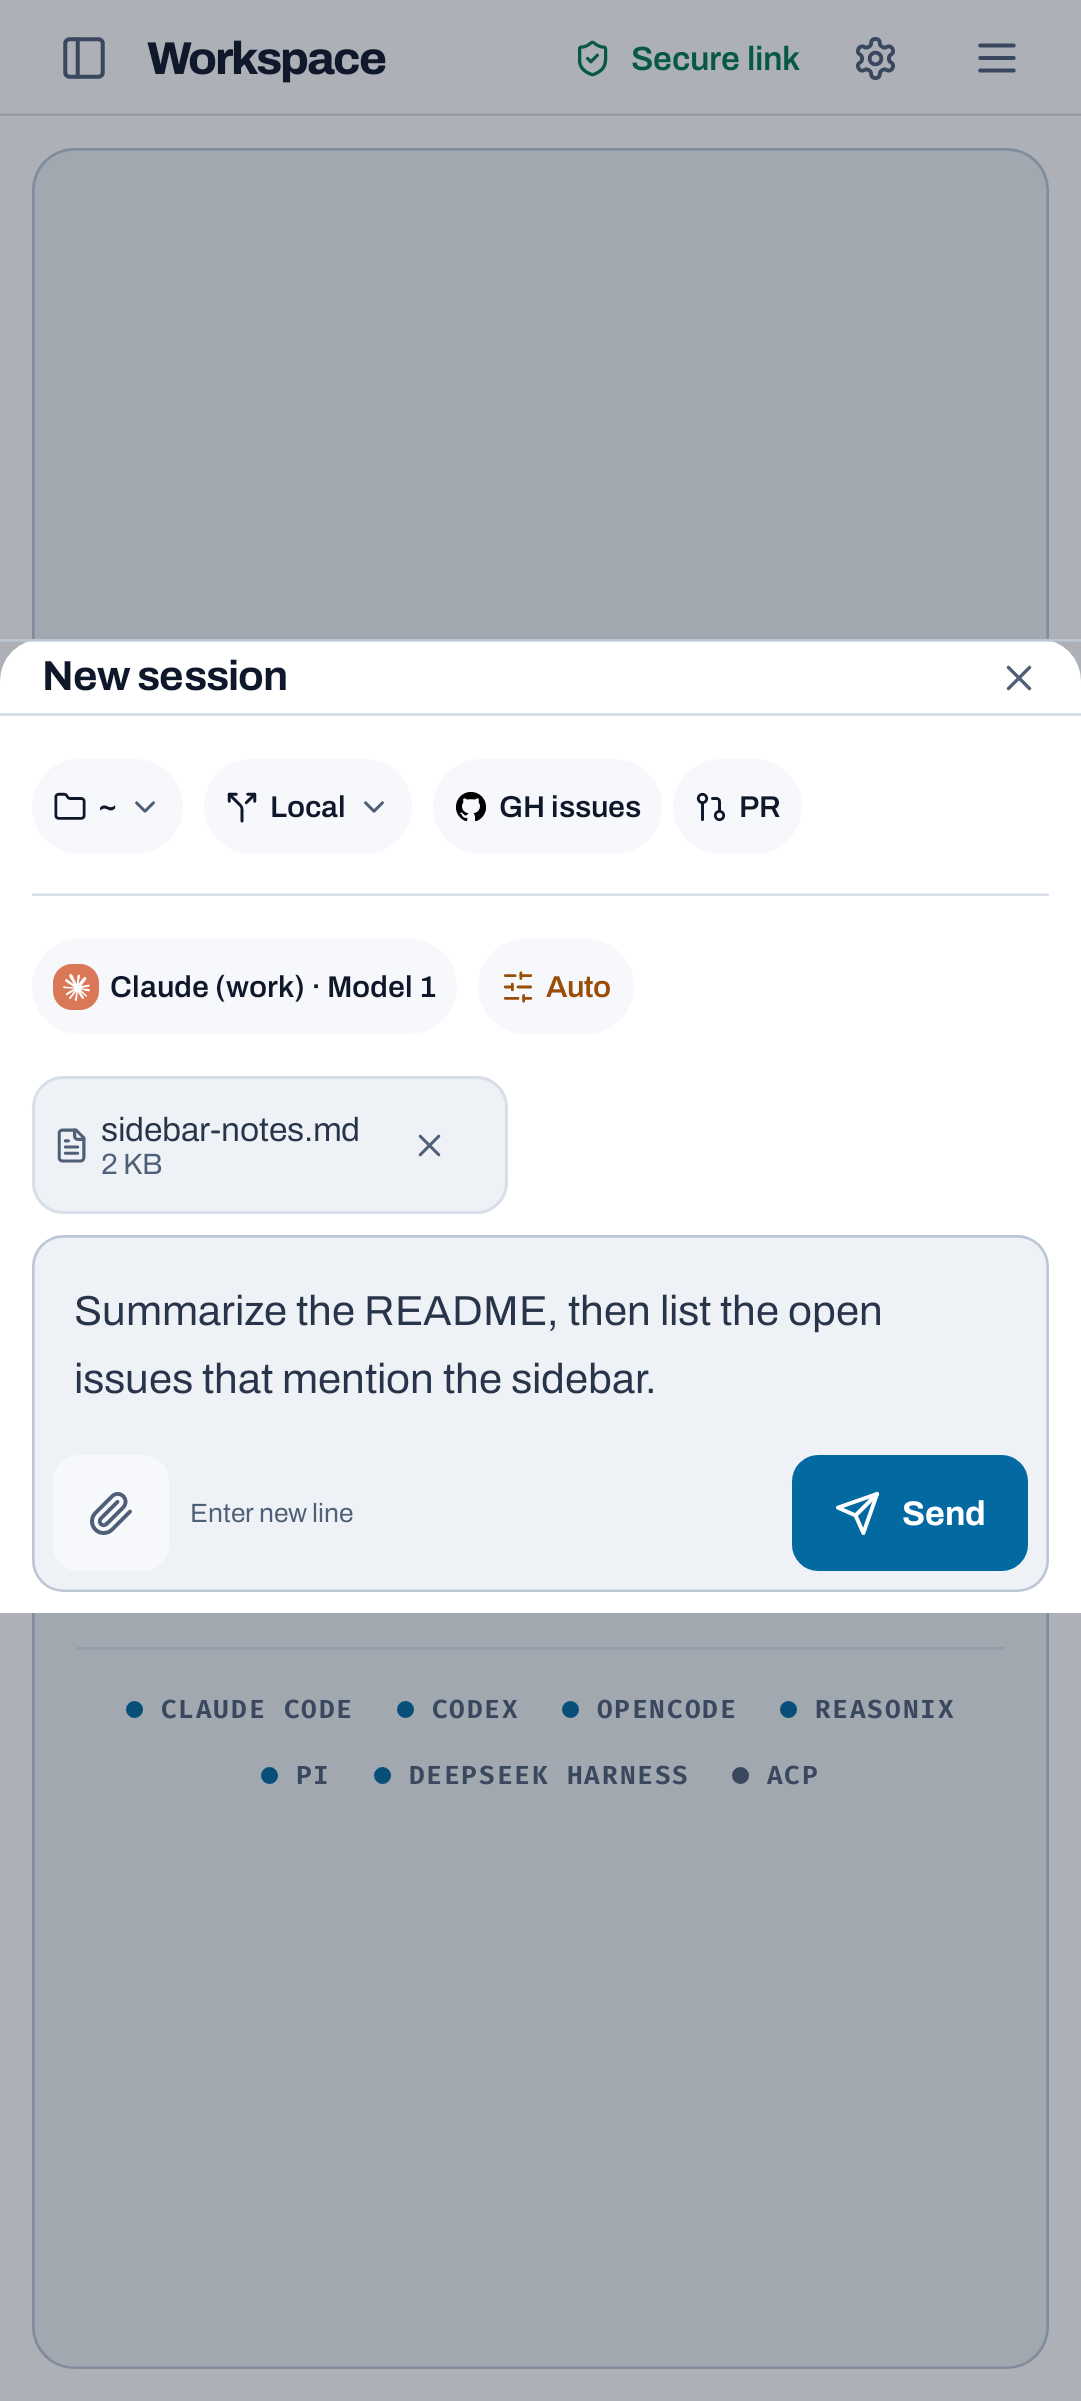 Workspace
Secure link
New session
~
Local
GH issues
PR
Claude (work) · Model 1
Auto
sidebar-notes.md
2 KB
Summarize the README, then list the open
issues that mention the sidebar.
Enter new line
Send
CLAUDE CODE
CODEX
OPENCODE
REASONIX
PI
DEEPSEEK HARNESS
ACP